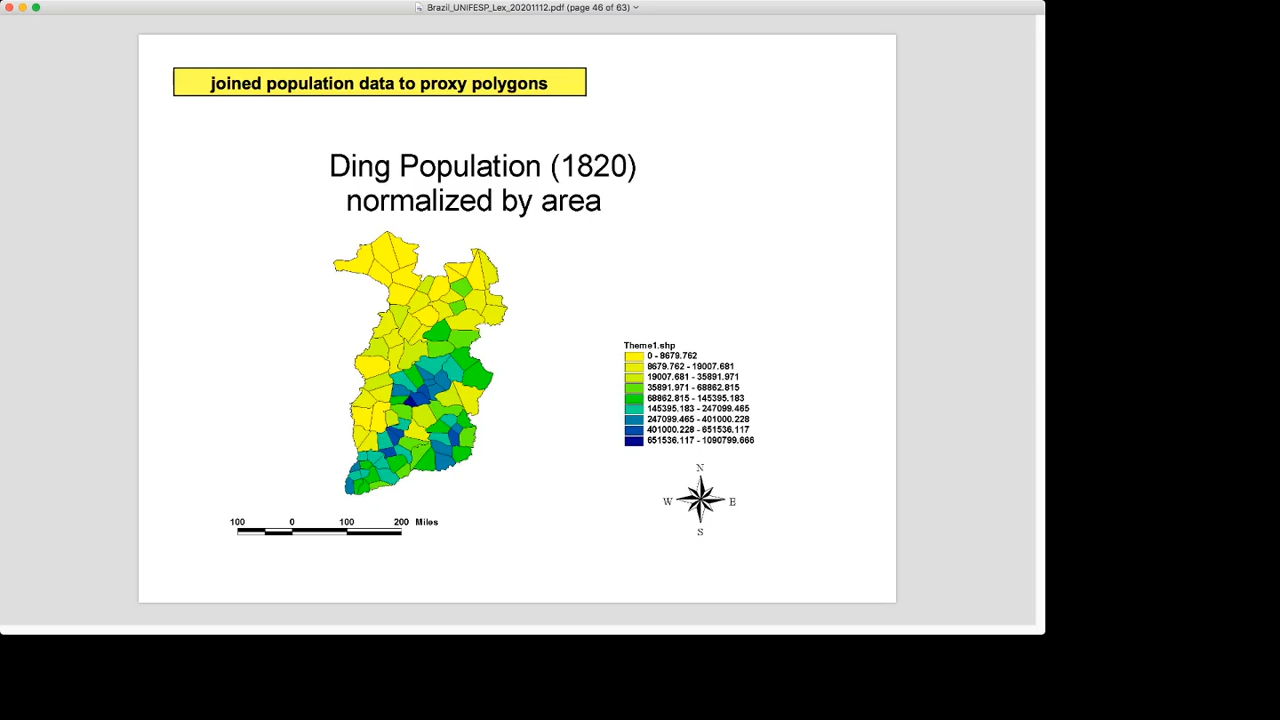 Brazil_UNIFESP_Lex_20201112.pdf (page 46 of 63)
joined population data to proxy polygons
Ding Population (1820)
normalized by area
Theme1.shp
0 - 8679.762
8679.762 - 19007.681
19007.681 - 35891.971
35891.971 - 68862.815
68862.815 - 145395.183
145395.183 - 247099.465
247099.465 - 401000.228
401000.228 - 651536.117
651536.117 - 1090799.666
N
W E
S
100 0 100 200 Miles